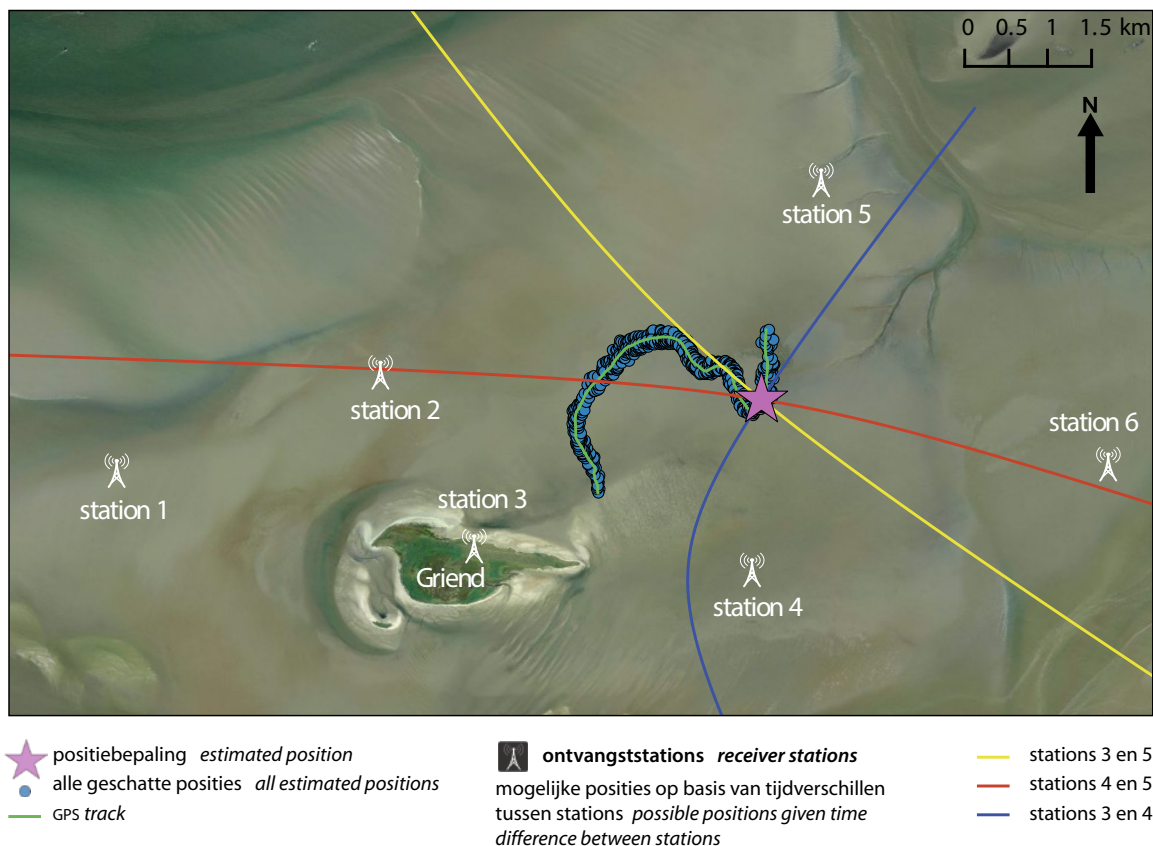 0 0.5 1 1.5 km
N
station 5
station 2
station 6
station 1
station 3
Griend
station 4
positiebepaling estimated position
alle geschatte posities all estimated positions
GPS track
ontvangststations receiver stations
mogelijke posities op basis van tijdverschillen
tussen stations possible positions given time
difference between stations
stations 3 en 5
stations 4 en 5
stations 3 en 4